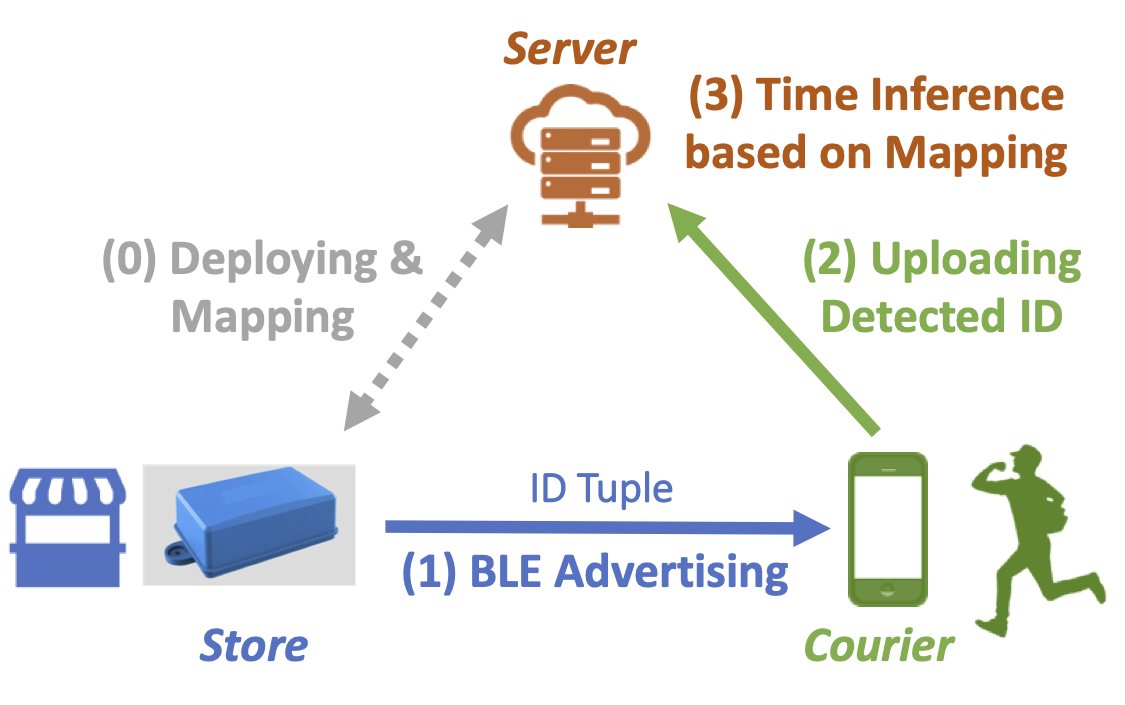 Server
(3) Time Inference
based on Mapping
(0) Deploying &
Mapping
(2) Uploading
Detected ID
ID Tuple
(1) BLE Advertising
Store
Courier